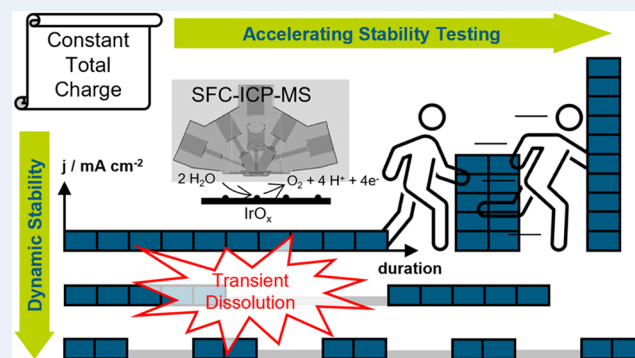 Constant
Total
Charge
Accelerating Stability Testing
SFC-ICP-MS
2 H₂O
O₂ + 4 H⁺ + 4e⁻
IrOₓ
j / mA cm⁻²
duration
Dynamic Stability
Transient
Dissolution